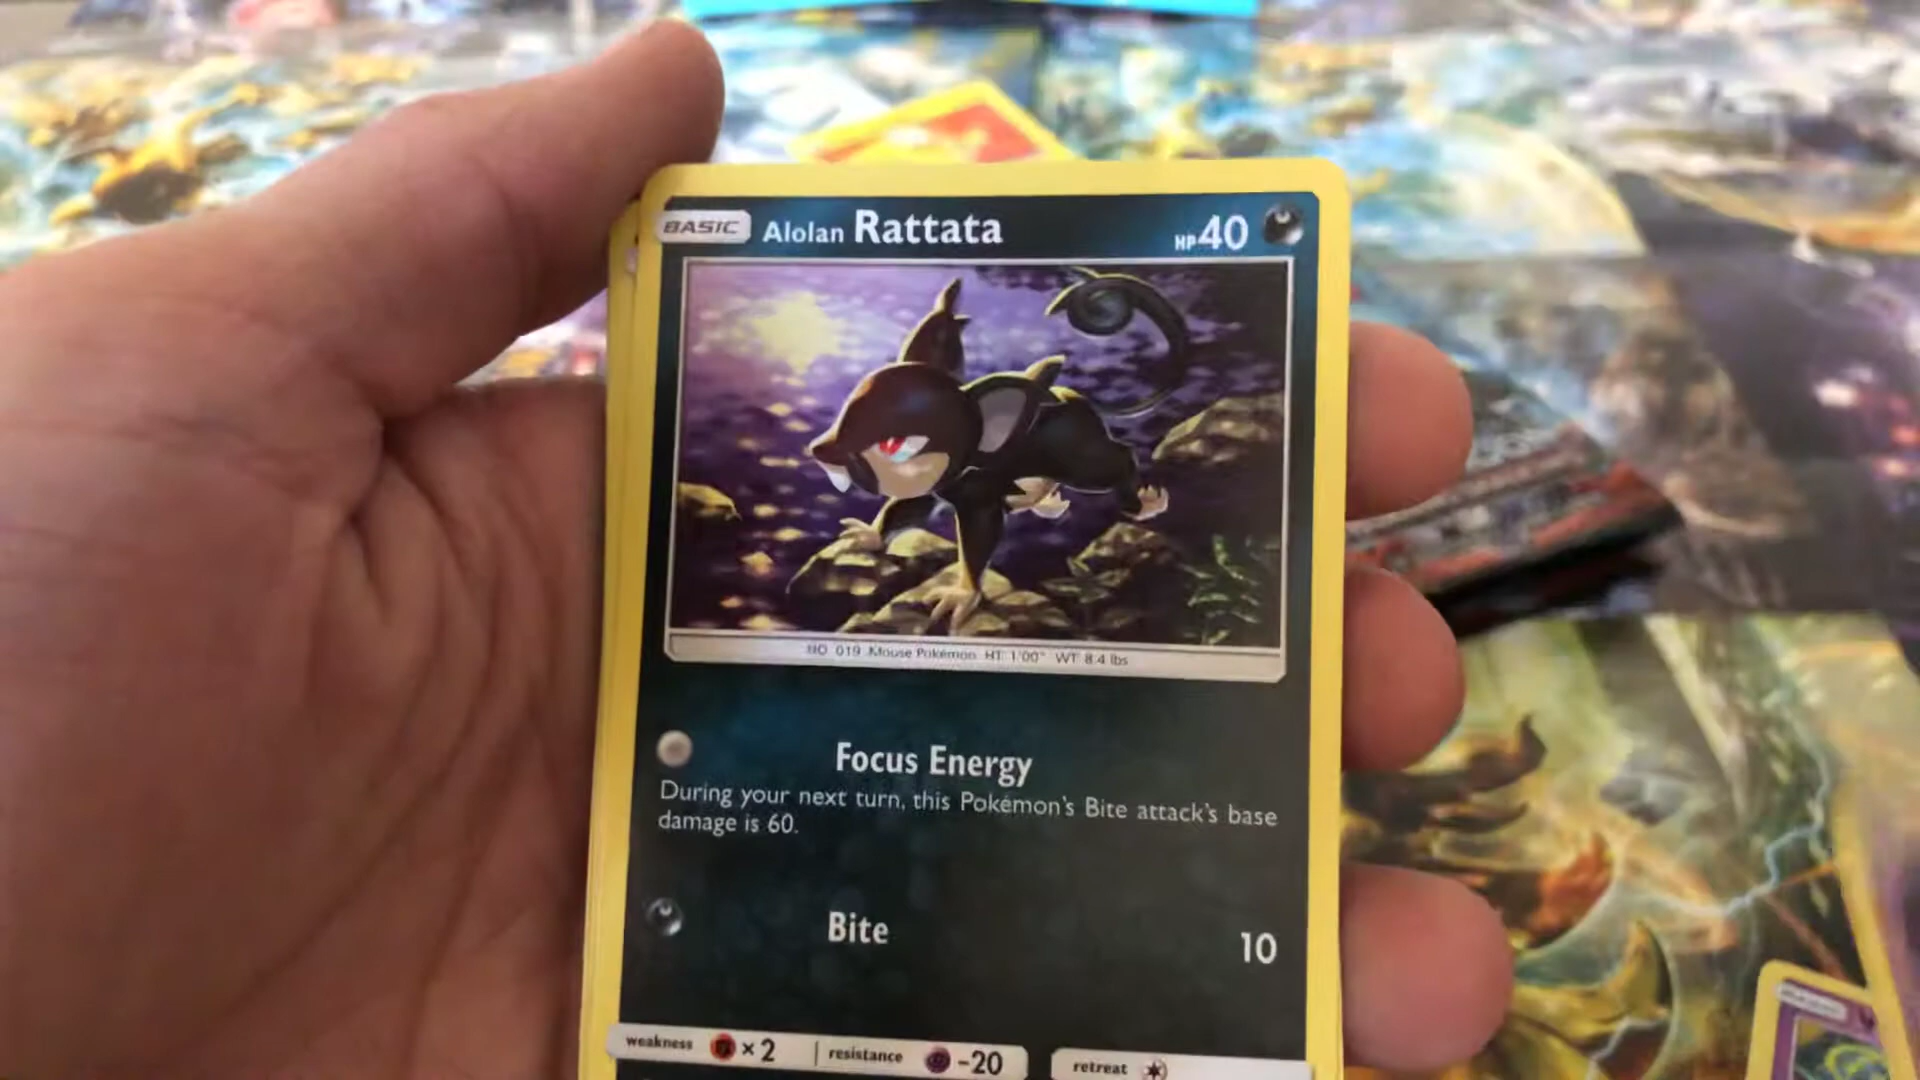 BASIC Alolan Rattata HP 40
NO. 019 Mouse Pokémon HT: 1'00" WT: 8.4 lbs
Focus Energy
During your next turn, this Pokémon's Bite attack's base
damage is 60.
Bite 10
weakness ×2 resistance -20 retreat